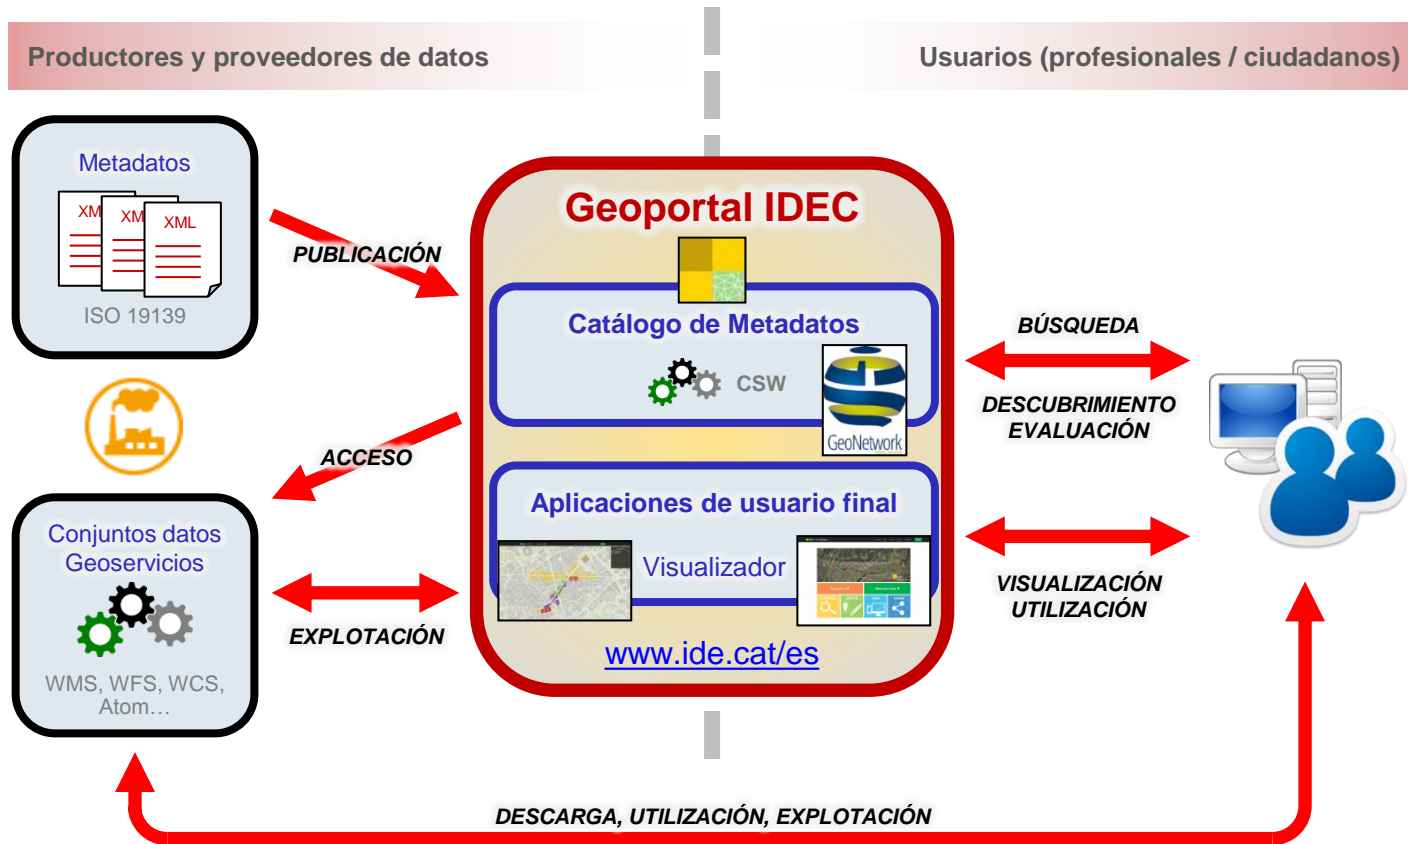 Productores y proveedores de datos
Usuarios (profesionales / ciudadanos)
Metadatos
XM
XM
XML
ISO 19139
PUBLICACIÓN
ACCESO
Conjuntos datos
Geoservicios
WMS, WFS, WCS,
Atom…
EXPLOTACIÓN
Geoportal IDEC
Catálogo de Metadatos
CSW
GeoNetwork
Aplicaciones de usuario final
Visualizador
www.ide.cat/es
BÚSQUEDA
DESCUBRIMIENTO
EVALUACIÓN
VISUALIZACIÓN
UTILIZACIÓN
DESCARGA, UTILIZACIÓN, EXPLOTACIÓN